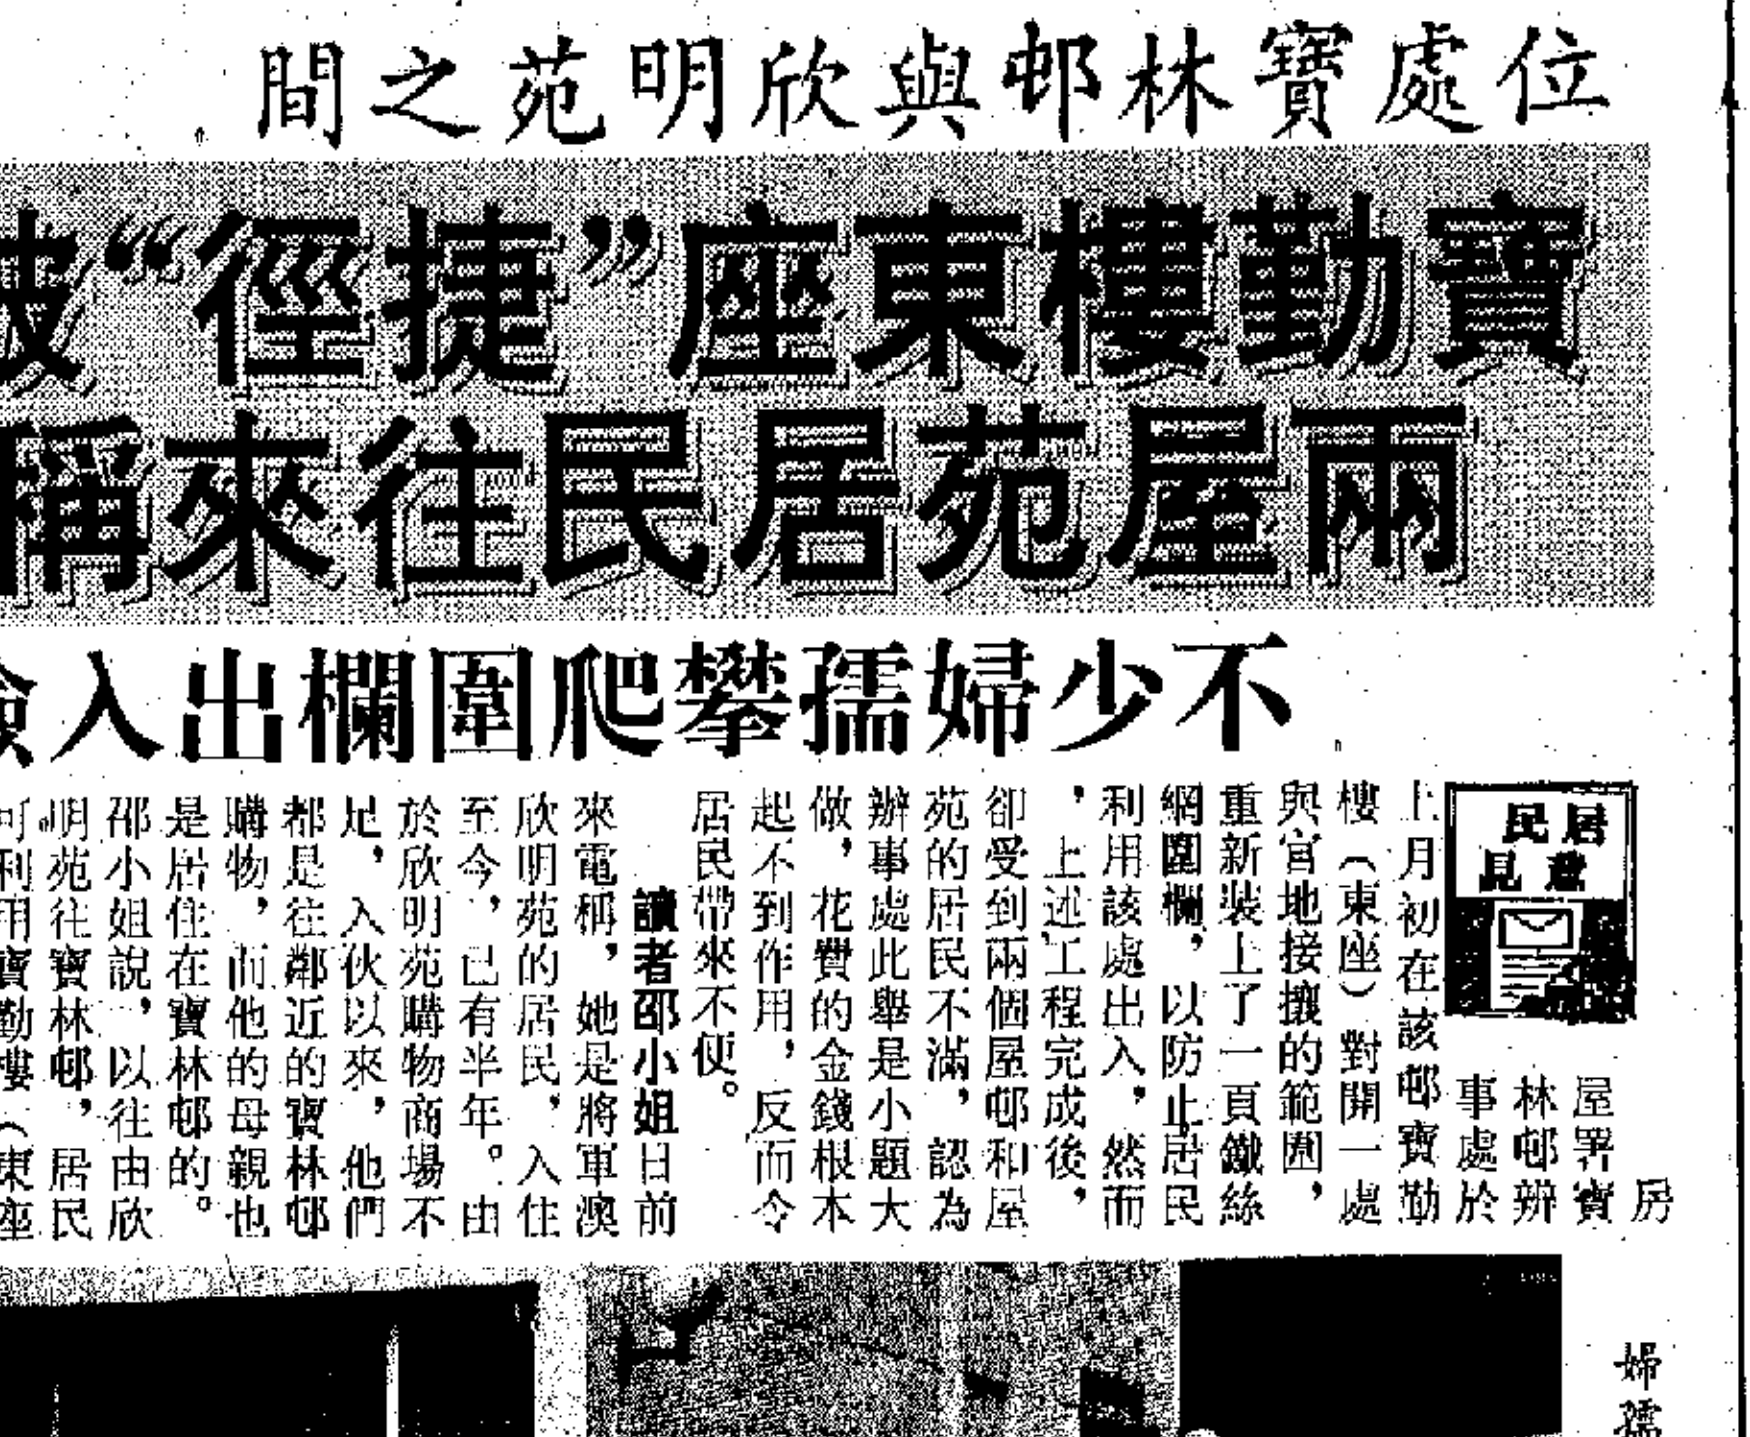 位處寶林邨與欣明苑之間
寶勤樓東座”捷徑“被
兩屋苑居民往來稱
不少婦孺攀爬圍欄出入險
居民
意見
房
屋署寶
林邨辦
事處於
上月初在該邨寶勤
樓（東座）對開一處
與官地接攘的範圍，
重新裝上了一頁鐵絲
網圍欄，以防止居民
利用該處出入，然而
，上述工程完成後，
卻受到兩個屋邨和屋
苑的居民不滿，認為
辦事處此舉是小題大
做，花費的金錢根本
起不到作用，反而令
居民帶來不便。
讀者邵小姐日前
來電稱，她是將軍澳
欣明苑的居民，入住
至今，已有半年。由
於欣明苑購物商場不
足，入伙以來，他們
都是往鄰近的寶林邨
購物，而他的母親也
是居住在寶林邨的。
邵小姐說，以往由欣
明苑往寶林邨，居民
可利用寶勤樓（東座
婦孺